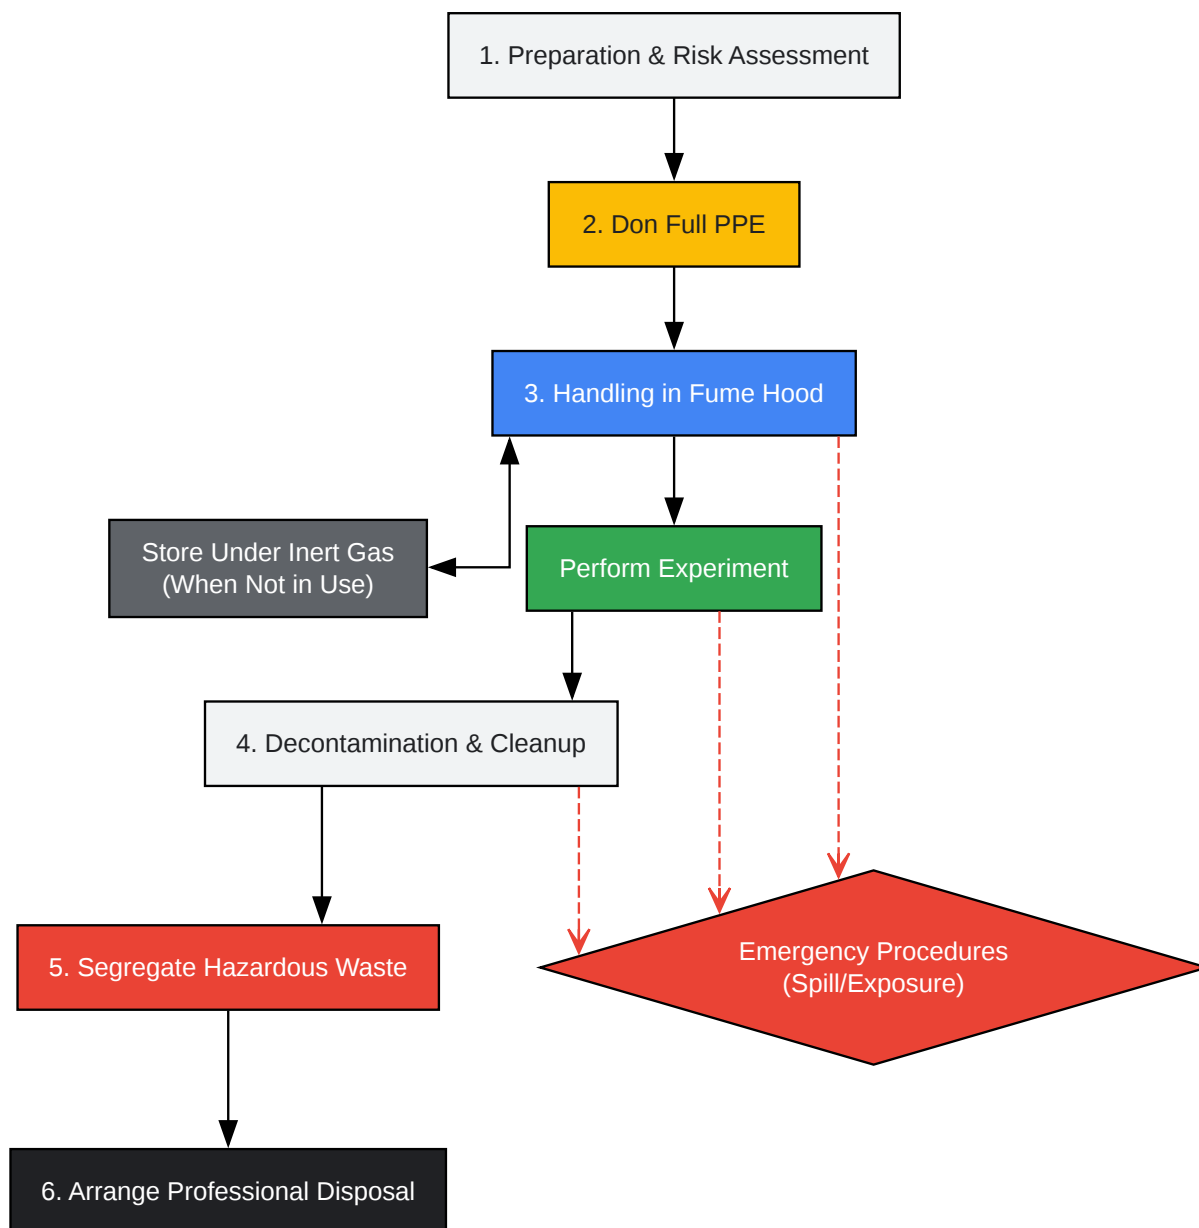 1. Preparation & Risk Assessment
2. Don Full PPE
3. Handling in Fume Hood
Store Under Inert Gas
(When Not in Use)
Perform Experiment
4. Decontamination & Cleanup
5. Segregate Hazardous Waste
Emergency Procedures
(Spill/Exposure)
6. Arrange Professional Disposal